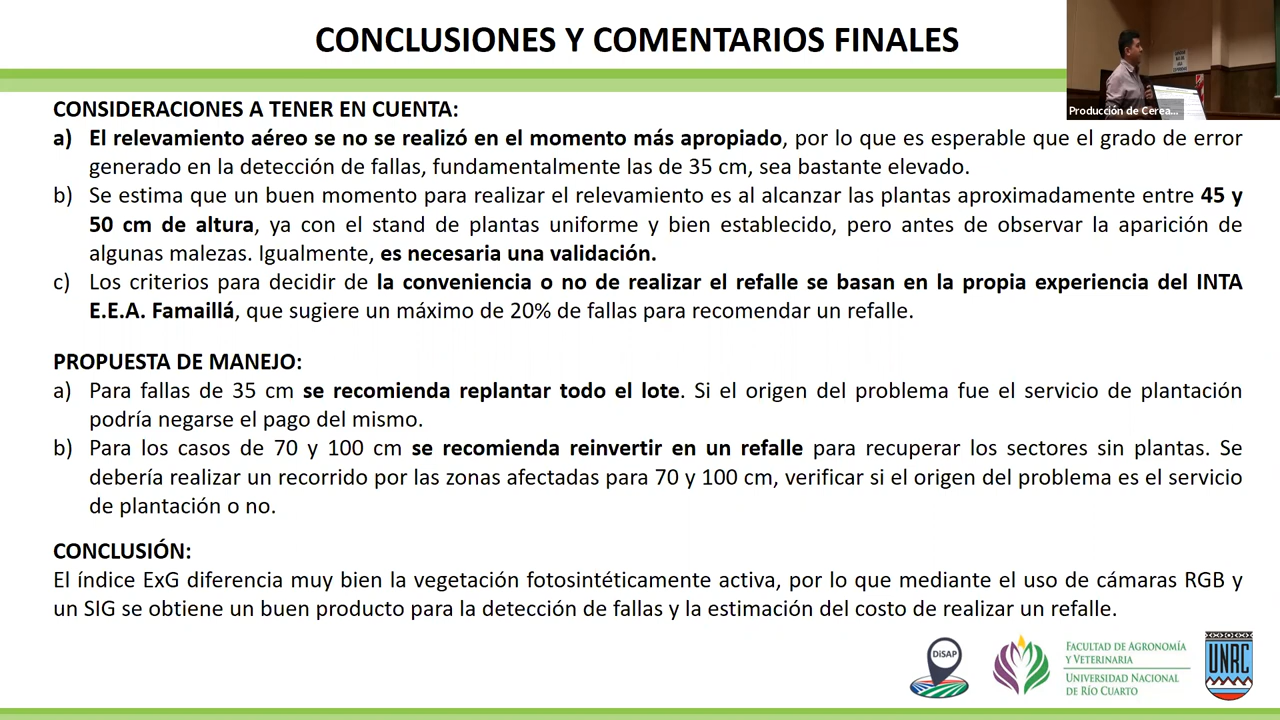 CONCLUSIONES Y COMENTARIOS FINALES
Producción de Cerea...
CONSIDERACIONES A TENER EN CUENTA:
a) El relevamiento aéreo se no se realizó en el momento más apropiado, por lo que es esperable que el grado de error
generado en la detección de fallas, fundamentalmente las de 35 cm, sea bastante elevado.
b) Se estima que un buen momento para realizar el relevamiento es al alcanzar las plantas aproximadamente entre 45 y
50 cm de altura, ya con el stand de plantas uniforme y bien establecido, pero antes de observar la aparición de
algunas malezas. Igualmente, es necesaria una validación.
c) Los criterios para decidir de la conveniencia o no de realizar el refalle se basan en la propia experiencia del INTA
E.E.A. Famaillá, que sugiere un máximo de 20% de fallas para recomendar un refalle.
PROPUESTA DE MANEJO:
a) Para fallas de 35 cm se recomienda replantar todo el lote. Si el origen del problema fue el servicio de plantación
podría negarse el pago del mismo.
b) Para los casos de 70 y 100 cm se recomienda reinvertir en un refalle para recuperar los sectores sin plantas. Se
debería realizar un recorrido por las zonas afectadas para 70 y 100 cm, verificar si el origen del problema es el servicio
de plantación o no.
CONCLUSIÓN:
El índice ExG diferencia muy bien la vegetación fotosintéticamente activa, por lo que mediante el uso de cámaras RGB y
un SIG se obtiene un buen producto para la detección de fallas y la estimación del costo de realizar un refalle.
DiSAP
FACULTAD DE AGRONOMÍA
Y VETERINARIA
UNIVERSIDAD NACIONAL
DE RÍO CUARTO
UNRC